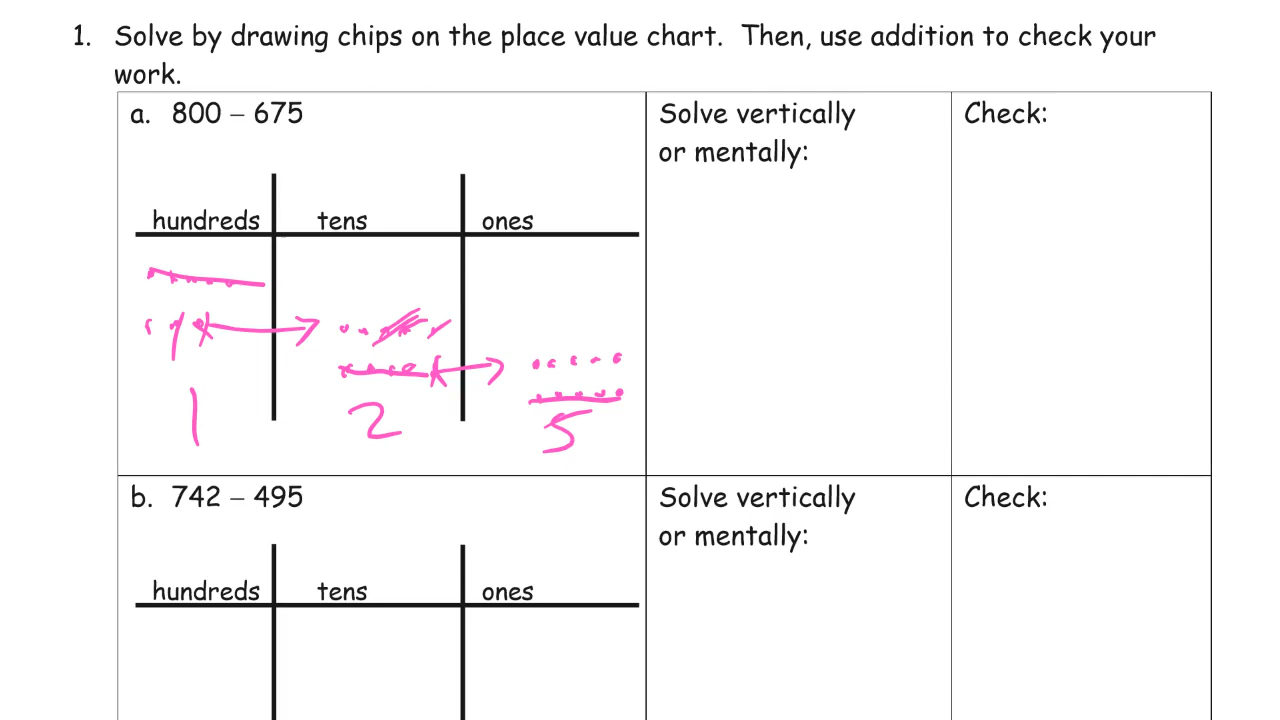 1. Solve by drawing chips on the place value chart. Then, use addition to check your
work.
a. 800 – 675
hundreds tens ones
1 2 5
Solve vertically
or mentally:
Check:
b. 742 – 495
hundreds tens ones
Solve vertically
or mentally:
Check: